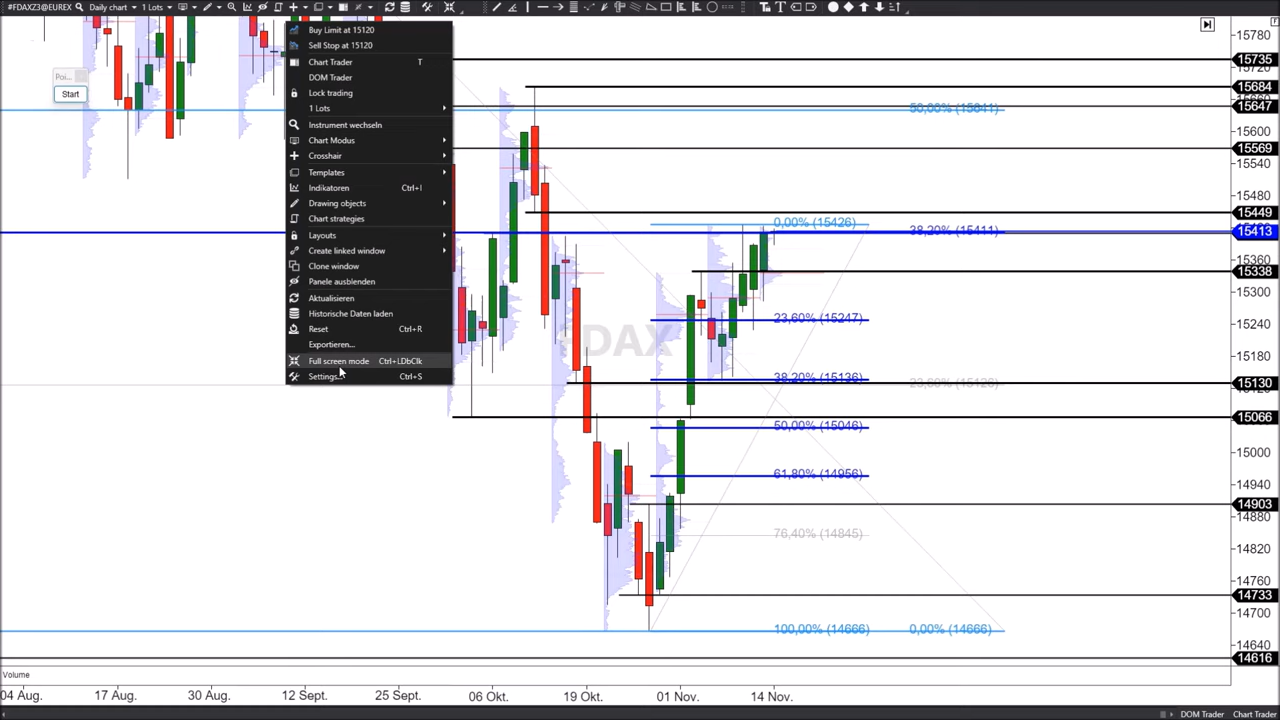 #FDAXZ3@EUREX Daily chart 1 Lots
Poi...
Start
Buy Limit at 15120
Sell Stop at 15120
Chart Trader T
DOM Trader
Lock trading
1 Lots
Instrument wechseln
Chart Modus
Crosshair
Templates
Indikatoren Ctrl+I
Drawing objects
Chart strategies
Layouts
Create linked window
Clone window
Panele ausblenden
Aktualisieren
Historische Daten laden
Reset Ctrl+R
Exportieren...
Full screen mode Ctrl+LDbClk
Settings... Ctrl+S
50,00% (15641)
0,00% (15426)
38,20% (15411)
23,60% (15247)
38,20% (15136)
23,60% (15126)
50,00% (15046)
61,80% (14956)
76,40% (14845)
100,00% (14666)
0,00% (14666)
FDAX
15780
15735
15720
15684
15647
15600
15569
15540
15480
15449
15413
15360
15338
15300
15240
15180
15130
15066
15000
14940
14903
14880
14820
14760
14733
14700
14640
14616
Volume
04 Aug. 17 Aug. 30 Aug. 12 Sept. 25 Sept. 06 Okt. 19 Okt. 01 Nov. 14 Nov.
DOM Trader Chart Trader